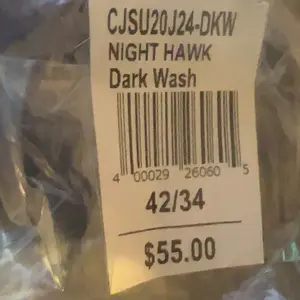 CJSU20J24-DKW
NIGHT HAWK
Dark Wash
4 00029 26060 5
42/34
$55.00